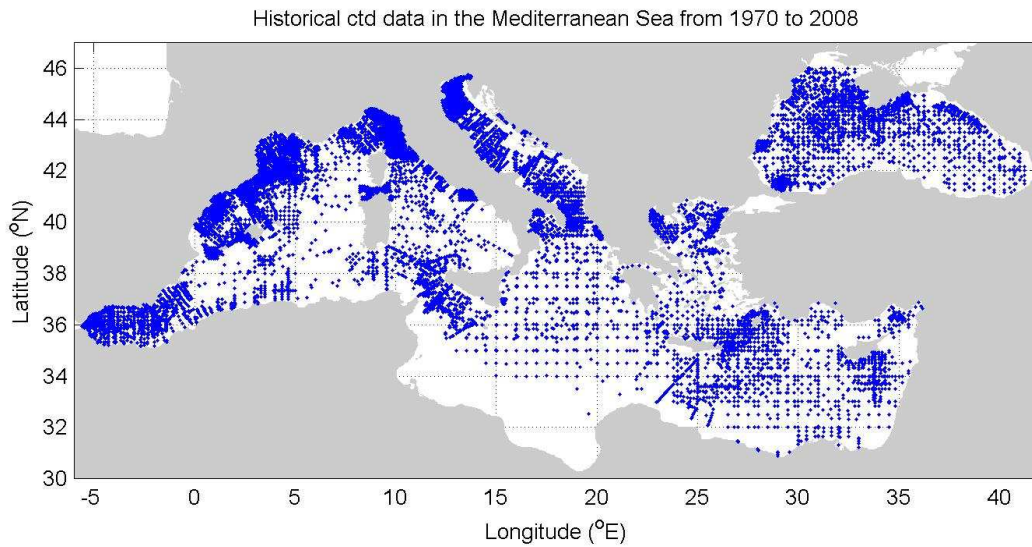 Historical ctd data in the Mediterranean Sea from 1970 to 2008
46
44
42
40
38
36
34
32
30
Latitude (°N)
-5 0 5 10 15 20 25 30 35 40
Longitude (°E)